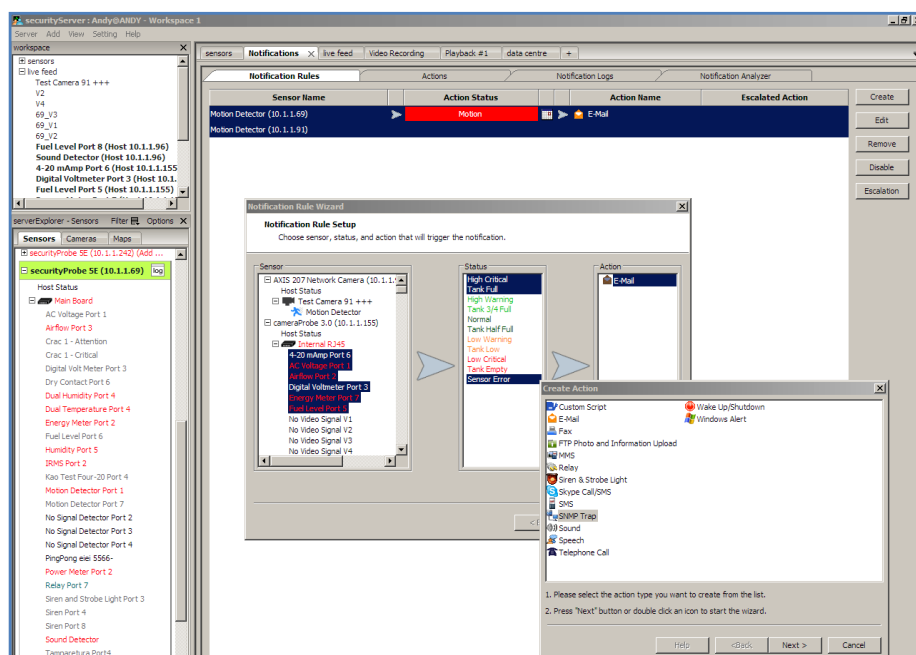 securityServer : Andy@ANDY - Workspace 1
Server Add View Setting Help
workspace
sensors
live feed
Test Camera 91 +++
V2
V4
69_V3
69_V1
69_V2
Fuel Level Port 8 (Host 10.1.1.96)
Sound Detector (Host 10.1.1.96)
4-20 mAmp Port 6 (Host 10.1.1.155
Digital Voltmeter Port 3 (Host 10.1.
Fuel Level Port 5 (Host 10.1.1.155)
serverExplorer - Sensors Filter Options
Sensors Cameras Maps
securityProbe 5E (10.1.1.242) (Add ...
securityProbe 5E (10.1.1.69) log
Host Status
Main Board
AC Voltage Port 1
Airflow Port 3
Crac 1 - Attention
Crac 1 - Critical
Digital Volt Meter Port 3
Dry Contact Port 6
Dual Humidity Port 4
Dual Temperature Port 4
Energy Meter Port 2
Fuel Level Port 6
Humidity Port 5
IRMS Port 2
Kao Test Four-20 Port 4
Motion Detector Port 1
Motion Detector Port 7
No Signal Detector Port 2
No Signal Detector Port 3
No Signal Detector Port 4
PingPong eiei 5566-
Power Meter Port 2
Relay Port 7
Siren and Strobe Light Port 3
Siren Port 4
Siren Port 8
Sound Detector
sensors Notifications live feed Video Recording Playback #1 data centre +
Notification Rules Actions Notification Logs Notification Analyzer
Sensor Name Action Status Action Name Escalated Action
Motion Detector (10.1.1.69) Motion E-Mail
Motion Detector (10.1.1.91)
Create
Edit
Remove
Disable
Escalation
Notification Rule Wizard
Notification Rule Setup
Choose sensor, status, and action that will trigger the notification.
Sensor
AXIS 207 Network Camera (10.1.1.
Host Status
Test Camera 91 +++
Motion Detector
cameraProbe 3.0 (10.1.1.155)
Host Status
Internal RJ45
4-20 mAmp Port 6
AC Voltage Port 1
Airflow Port 2
Digital Voltmeter Port 3
Energy Meter Port 7
Fuel Level Port 5
No Video Signal V1
No Video Signal V2
No Video Signal V3
No Video Signal V4
Status
High Critical
Tank Full
High Warning
Tank 3/4 Full
Normal
Tank Half Full
Low Warning
Tank Low
Low Critical
Tank Empty
Sensor Error
Action
E-Mail
Create Action
Custom Script
E-Mail
Fax
FTP Photo and Information Upload
MMS
Relay
Siren & Strobe Light
Skype Call/SMS
SMS
SNMP Trap
Sound
Speech
Telephone Call
Wake Up/Shutdown
Windows Alert
1. Please select the action type you want to create from the list.
2. Press "Next" button or double click an icon to start the wizard.
Help <Back Next > Cancel